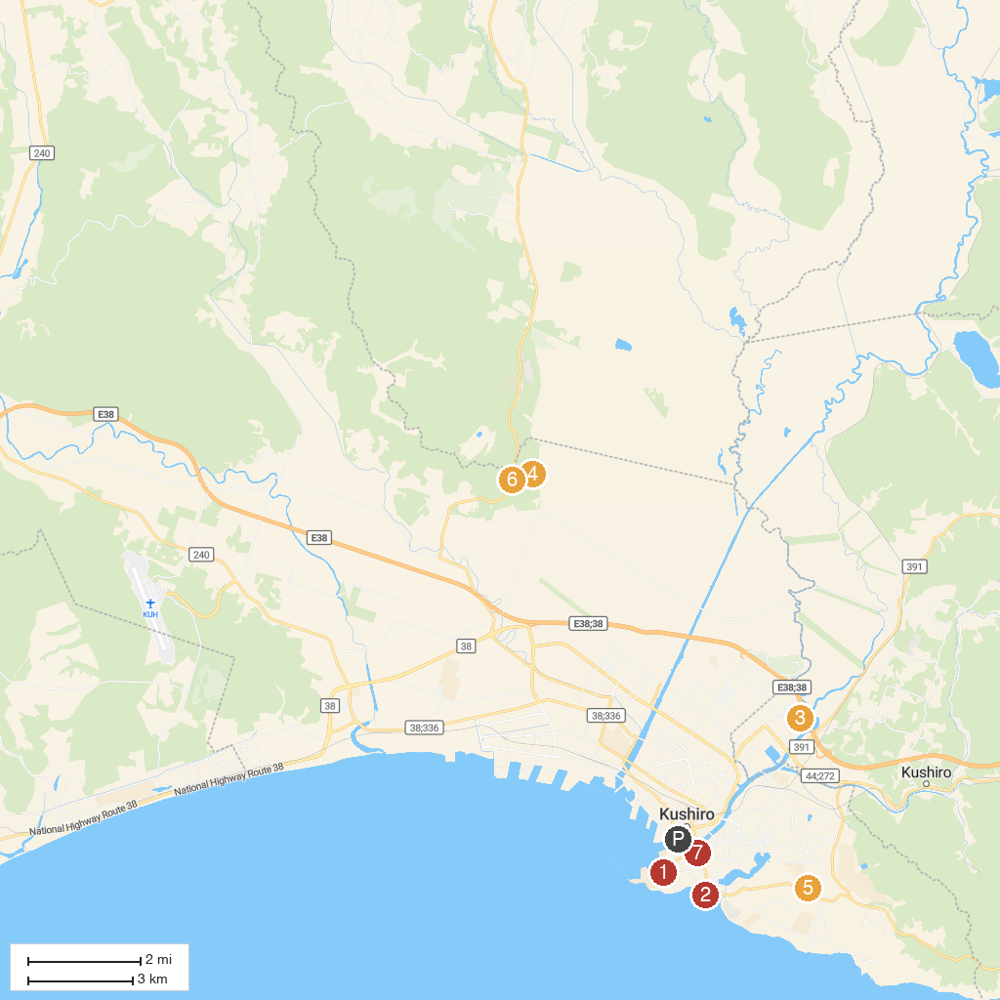 240
E38
6
4
E38
240
391
KUH
E38;38
38
E38;38
38
38;336
38;336
3
391
44;272
Kushiro
National Highway Route 38
National Highway Route 38
Kushiro
P
7
1
2
5
2 mi
3 km